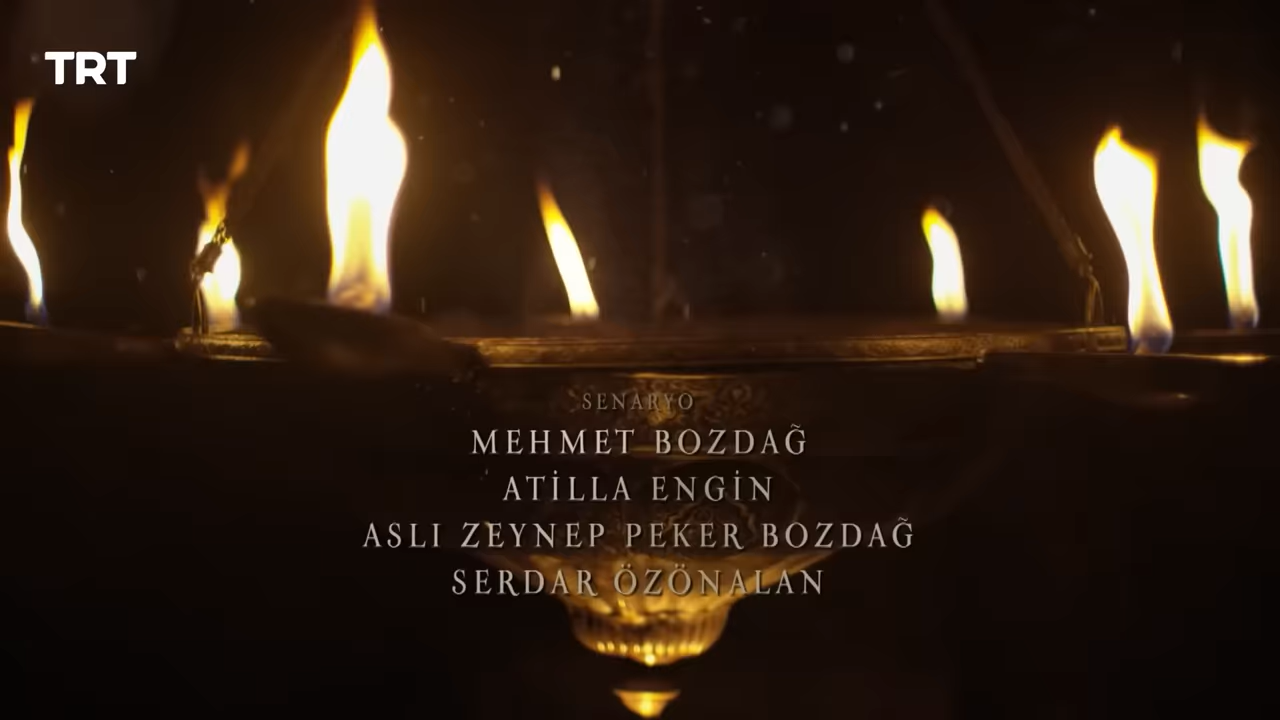 TRT
SENARYO
MEHMET BOZDAĞ
ATİLLA ENGİN
ASLI ZEYNEP PEKER BOZDAĞ
SERDAR ÖZÖNALAN